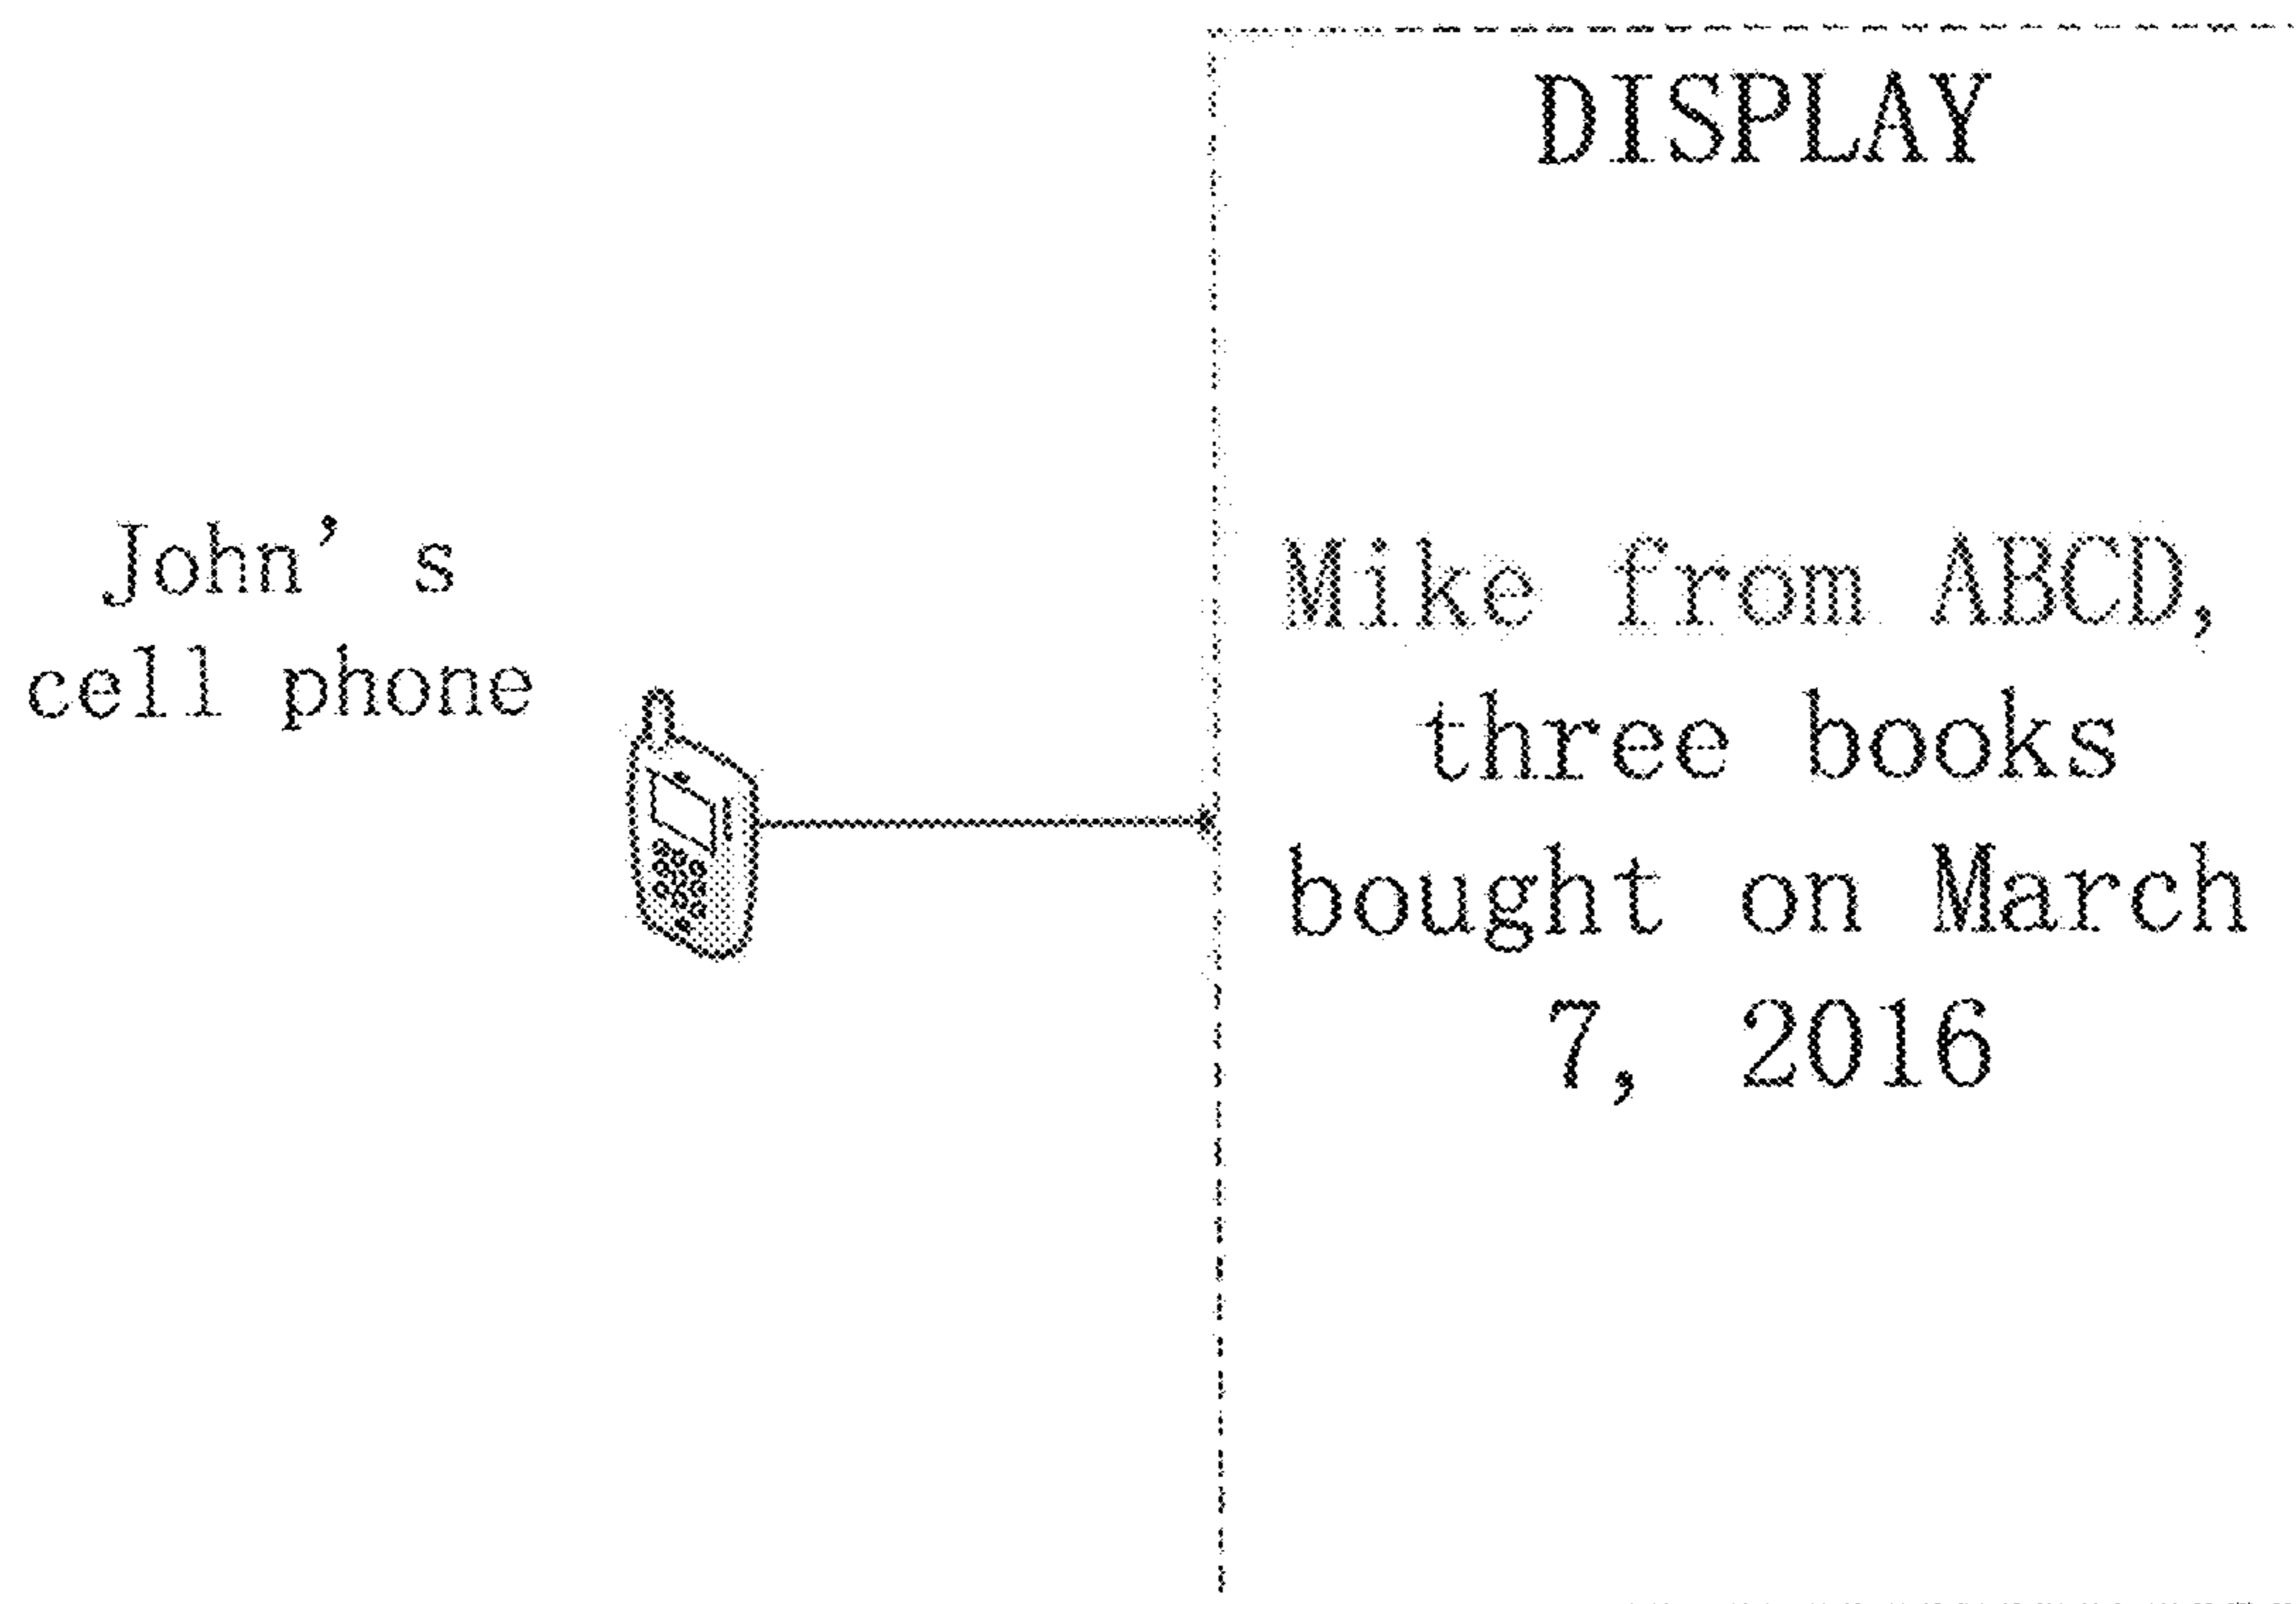 John's
cell phone
DISPLAY
Mike from ABCD,
three books
bought on March
7, 2016